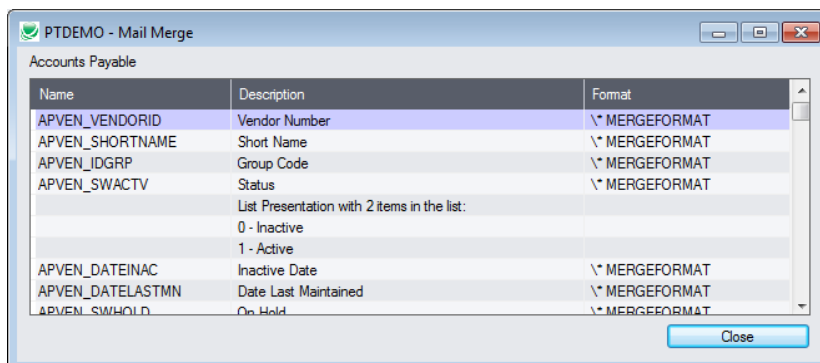 PTDEMO - Mail Merge
Accounts Payable
Name Description Format
APVEN_VENDORID Vendor Number \* MERGEFORMAT
APVEN_SHORTNAME Short Name \* MERGEFORMAT
APVEN_IDGRP Group Code \* MERGEFORMAT
APVEN_SWACTV Status \* MERGEFORMAT
List Presentation with 2 items in the list:
0 - Inactive
1 - Active
APVEN_DATEINAC Inactive Date \* MERGEFORMAT
APVEN_DATELASTMN Date Last Maintained \* MERGEFORMAT
APVEN_SWHOLD On Hold \* MERGEFORMAT
Close